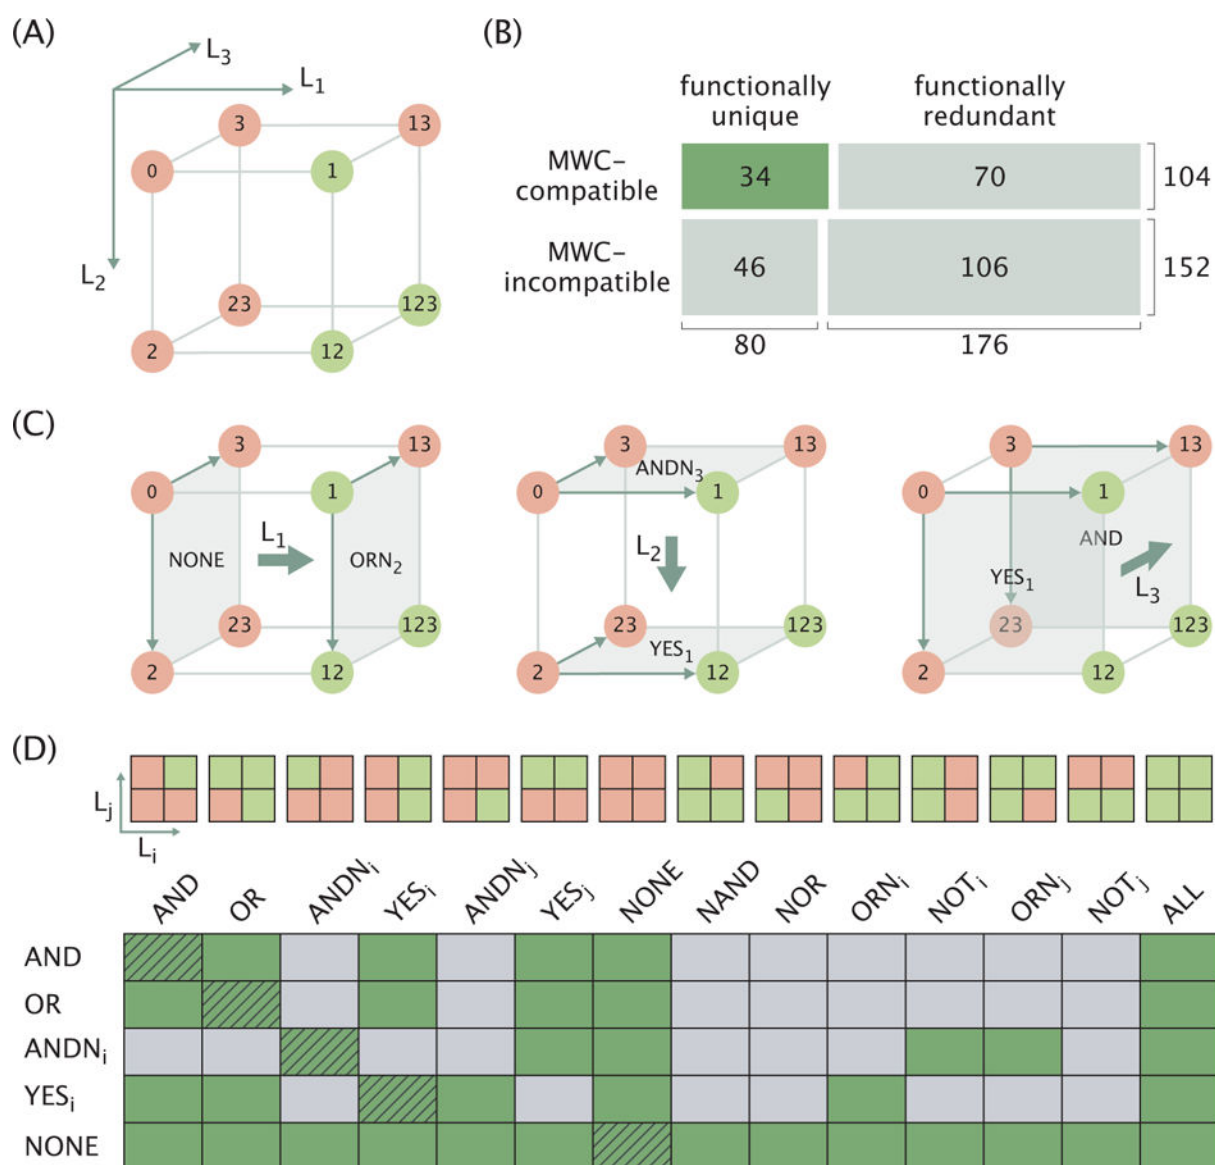 (A)
L3
L1
L2
3
13
0
1
23
123
2
12
(B)
functionally unique
functionally redundant
MWC-compatible
34
70
104
MWC-incompatible
46
106
152
80
176
(C)
3
13
0
1
NONE
L1
ORN2
23
123
2
12
3
13
ANDN3
0
1
L2
23
123
YES1
2
12
3
13
0
1
AND
YES1
L3
23
123
2
12
(D)
Lj
Li
AND
OR
ANDNi
YESi
ANDNj
YESj
NONE
NAND
NOR
ORNi
NOTi
ORNj
NOTj
ALL
AND
OR
ANDNi
YESi
NONE